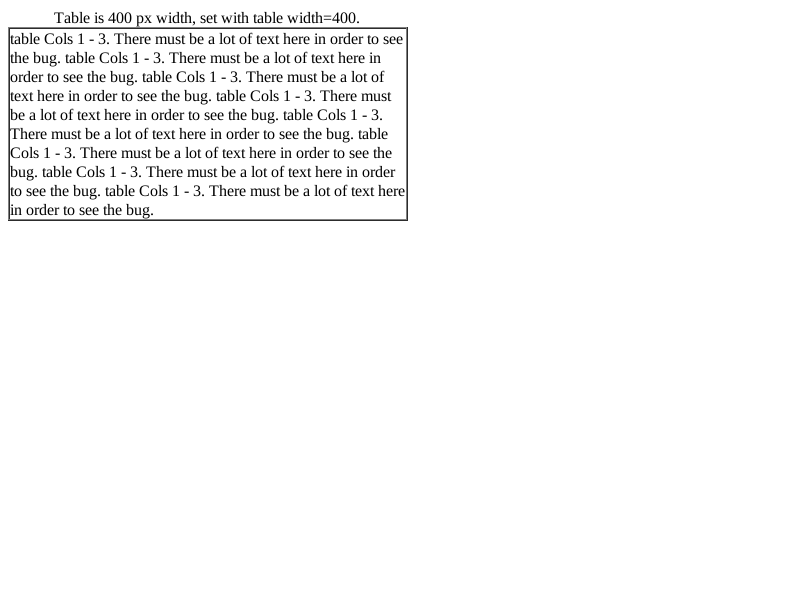 Table is 400 px width, set with table width=400.
table Cols 1 - 3. There must be a lot of text here in order to see
the bug. table Cols 1 - 3. There must be a lot of text here in
order to see the bug. table Cols 1 - 3. There must be a lot of
text here in order to see the bug. table Cols 1 - 3. There must
be a lot of text here in order to see the bug. table Cols 1 - 3.
There must be a lot of text here in order to see the bug. table
Cols 1 - 3. There must be a lot of text here in order to see the
bug. table Cols 1 - 3. There must be a lot of text here in order
to see the bug. table Cols 1 - 3. There must be a lot of text here
in order to see the bug.